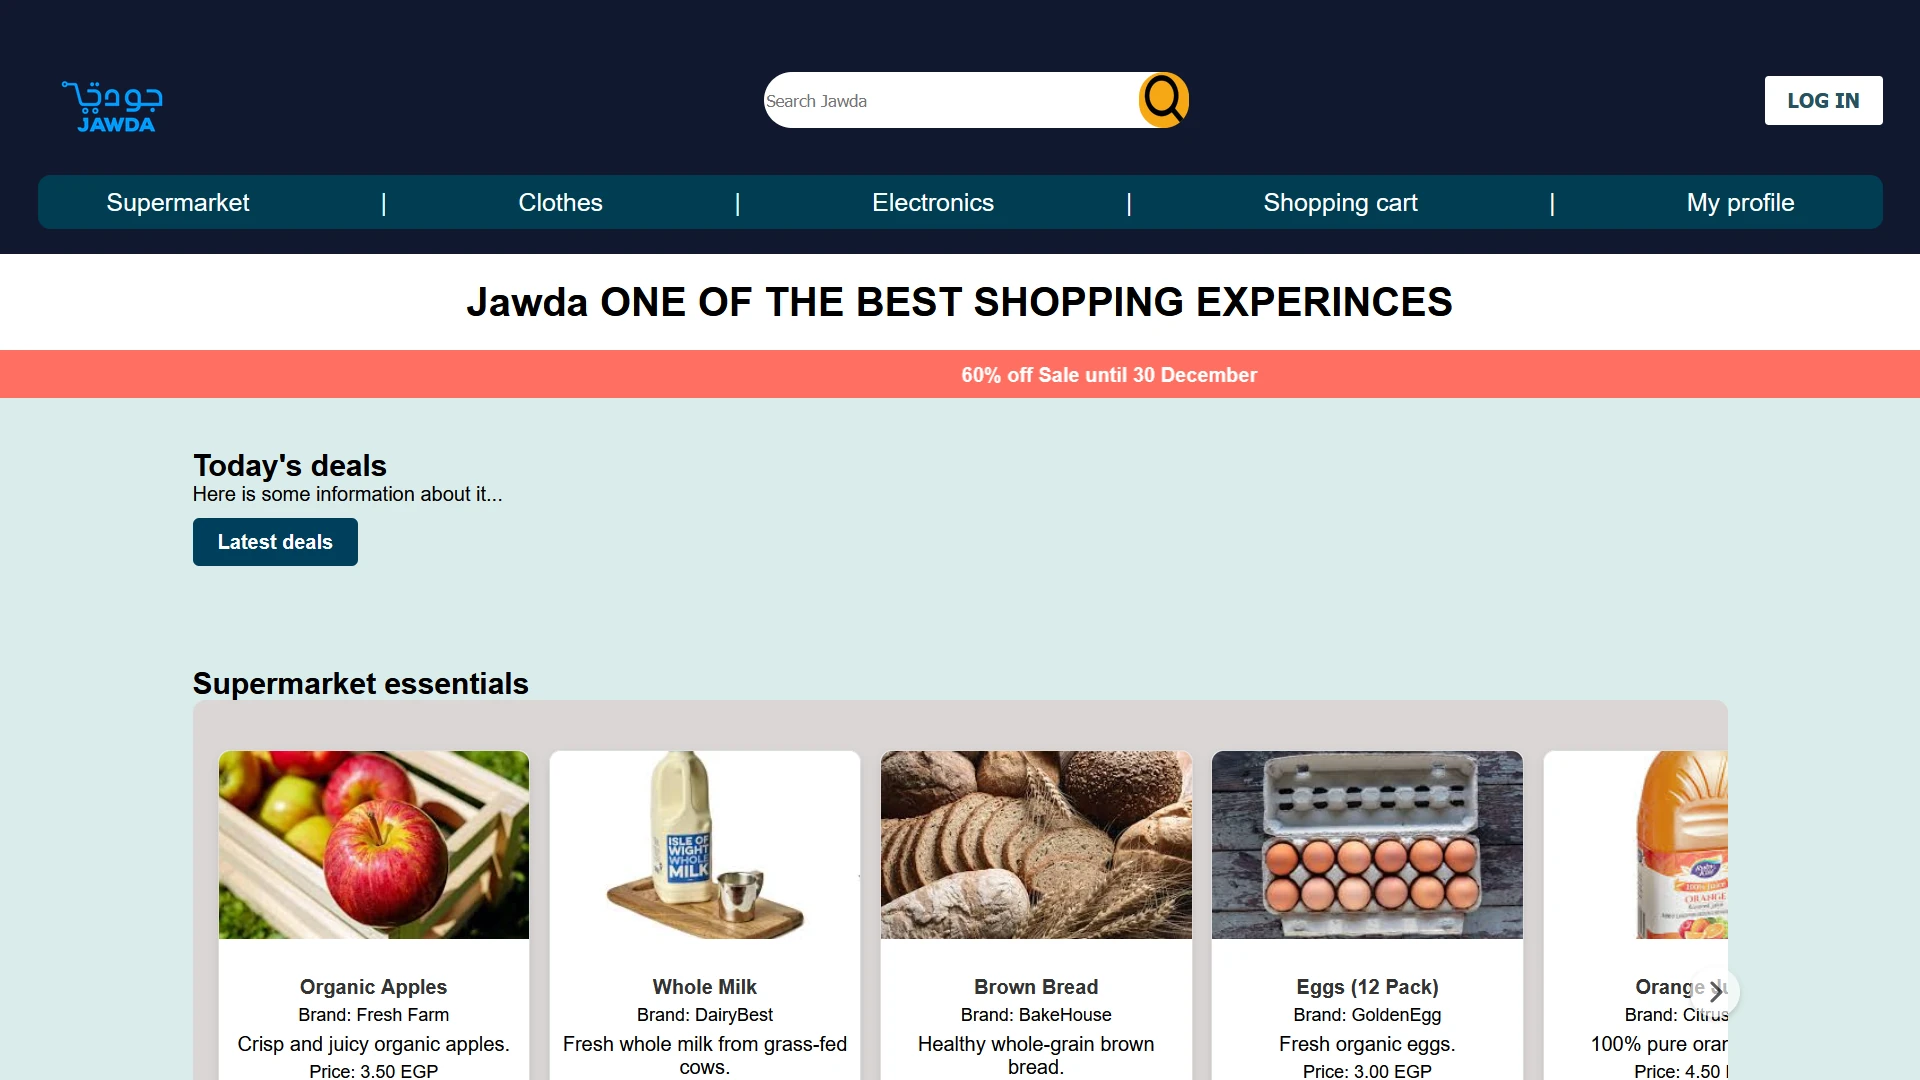 جودة
JAWDA
Search Jawda
LOG IN
Supermarket | Clothes | Electronics | Shopping cart | My profile
Jawda ONE OF THE BEST SHOPPING EXPERINCES
60% off Sale until 30 December
Today's deals
Here is some information about it...
Latest deals
Supermarket essentials
ISLE OF
WIGHT
WHOLE
MILK
ORANGE
Organic Apples
Brand: Fresh Farm
Crisp and juicy organic apples.
Price: 3.50 EGP
Whole Milk
Brand: DairyBest
Fresh whole milk from grass-fed
cows.
Brown Bread
Brand: BakeHouse
Healthy whole-grain brown
bread.
Eggs (12 Pack)
Brand: GoldenEgg
Fresh organic eggs.
Price: 3.00 EGP
Orange
Brand: Citrus
100% pure
Price: 4.50